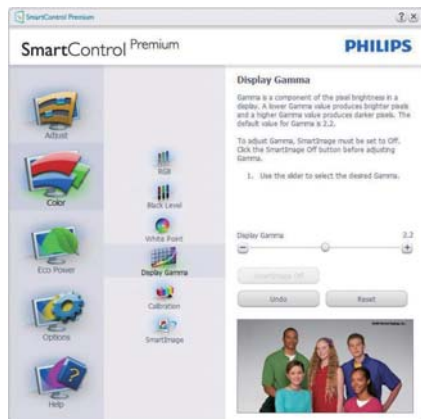 SmartControl Premium
SmartControl Premium
PHILIPS
Adjust
Color
Eco Power
Options
Help
RGB
Black Level
White Point
Display Gamma
Calibration
SmartImage
Display Gamma
Gamma is a component of the pixel brightness in a
display. A lower Gamma value produces brighter pixels
and a higher Gamma value produces darker pixels. The
default value for Gamma is 2.2.
To adjust Gamma, SmartImage must be set to Off.
Click the SmartImage Off button before adjusting
Gamma.
1. Use the slider to select the desired Gamma.
Display Gamma 2.2
SmartImage Off
Undo Reset